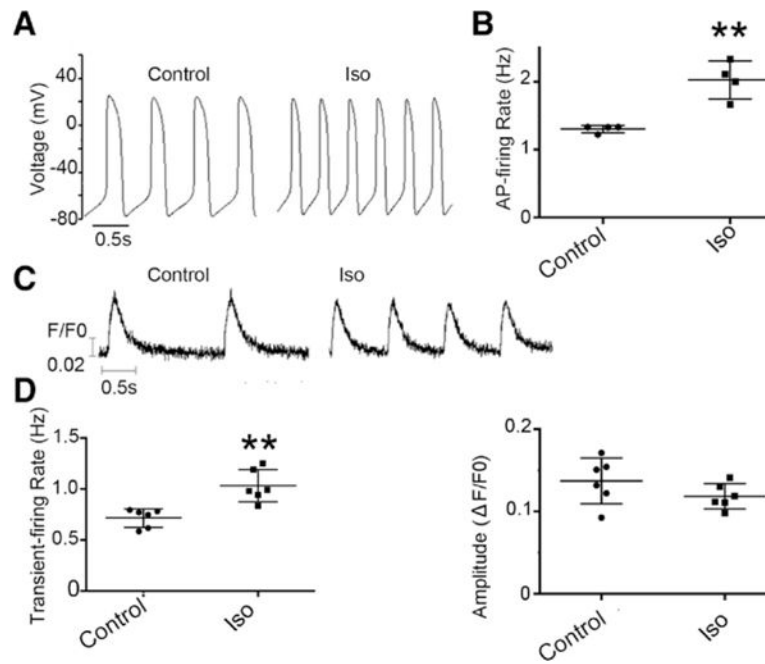 A
Voltage (mV)
40
0
-40
-80
Control
Iso
0.5s
B
**
AP-firing Rate (Hz)
2
1
0
Control
Iso
C
Control
Iso
F/F0
0.02
0.5s
D
Transient-firing Rate (Hz)
1.5
1.0
0.5
0
**
Control
Iso
Amplitude (ΔF/F0)
0.2
0.1
0
Control
Iso